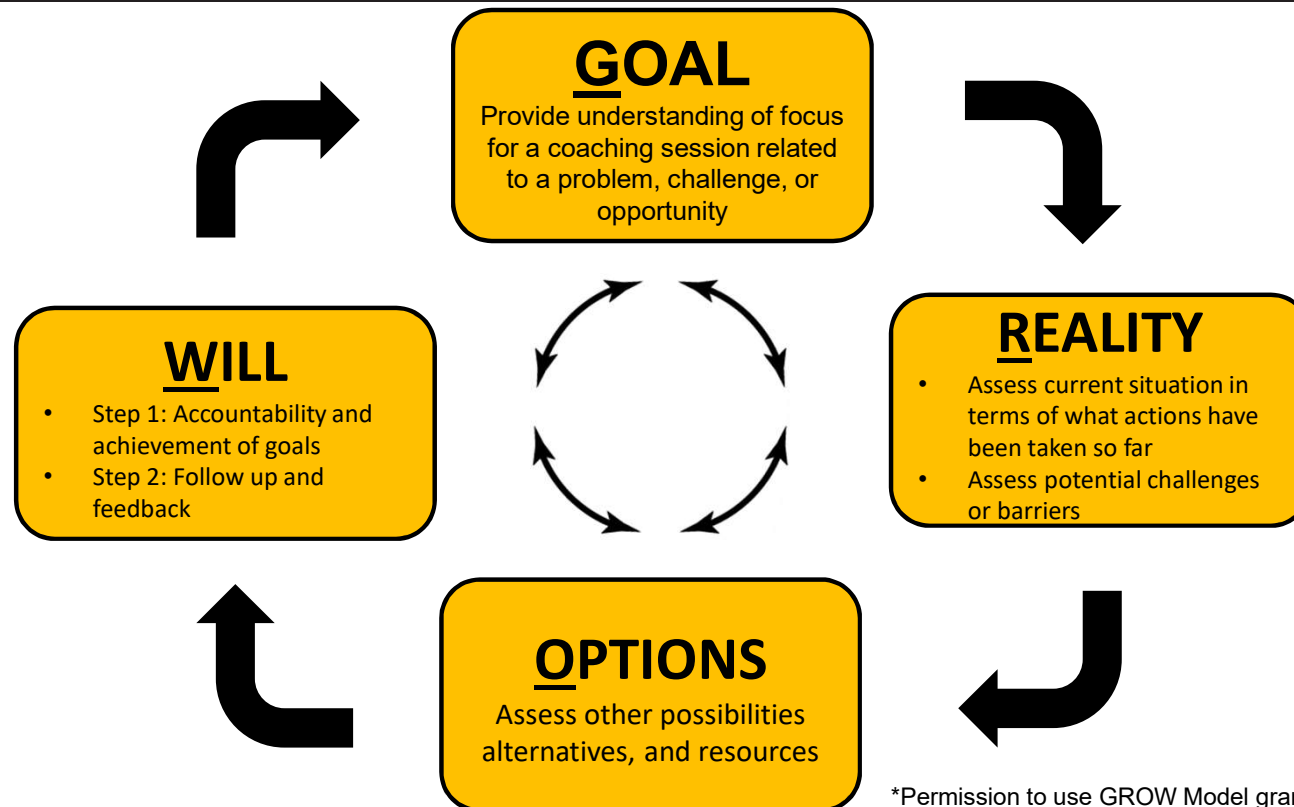 GOAL
Provide understanding of focus
for a coaching session related
to a problem, challenge, or
opportunity
REALITY
• Assess current situation in
terms of what actions have
been taken so far
• Assess potential challenges
or barriers
OPTIONS
Assess other possibilities
alternatives, and resources
WILL
• Step 1: Accountability and
achievement of goals
• Step 2: Follow up and
feedback
*Permission to use GROW Model